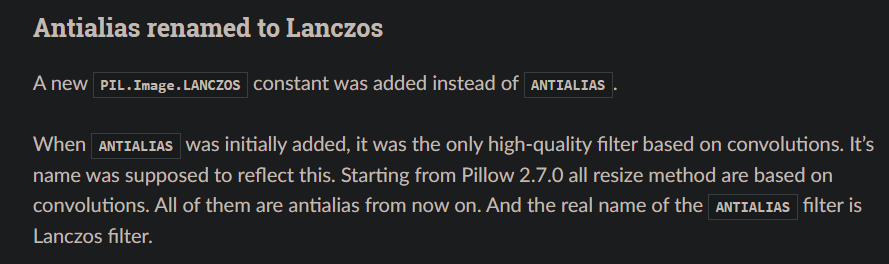 Antialias renamed to Lanczos
A new PIL.Image.LANCZOS constant was added instead of ANTIALIAS.
When ANTIALIAS was initially added, it was the only high-quality filter based on convolutions. It’s
name was supposed to reflect this. Starting from Pillow 2.7.0 all resize method are based on
convolutions. All of them are antialias from now on. And the real name of the ANTIALIAS filter is
Lanczos filter.